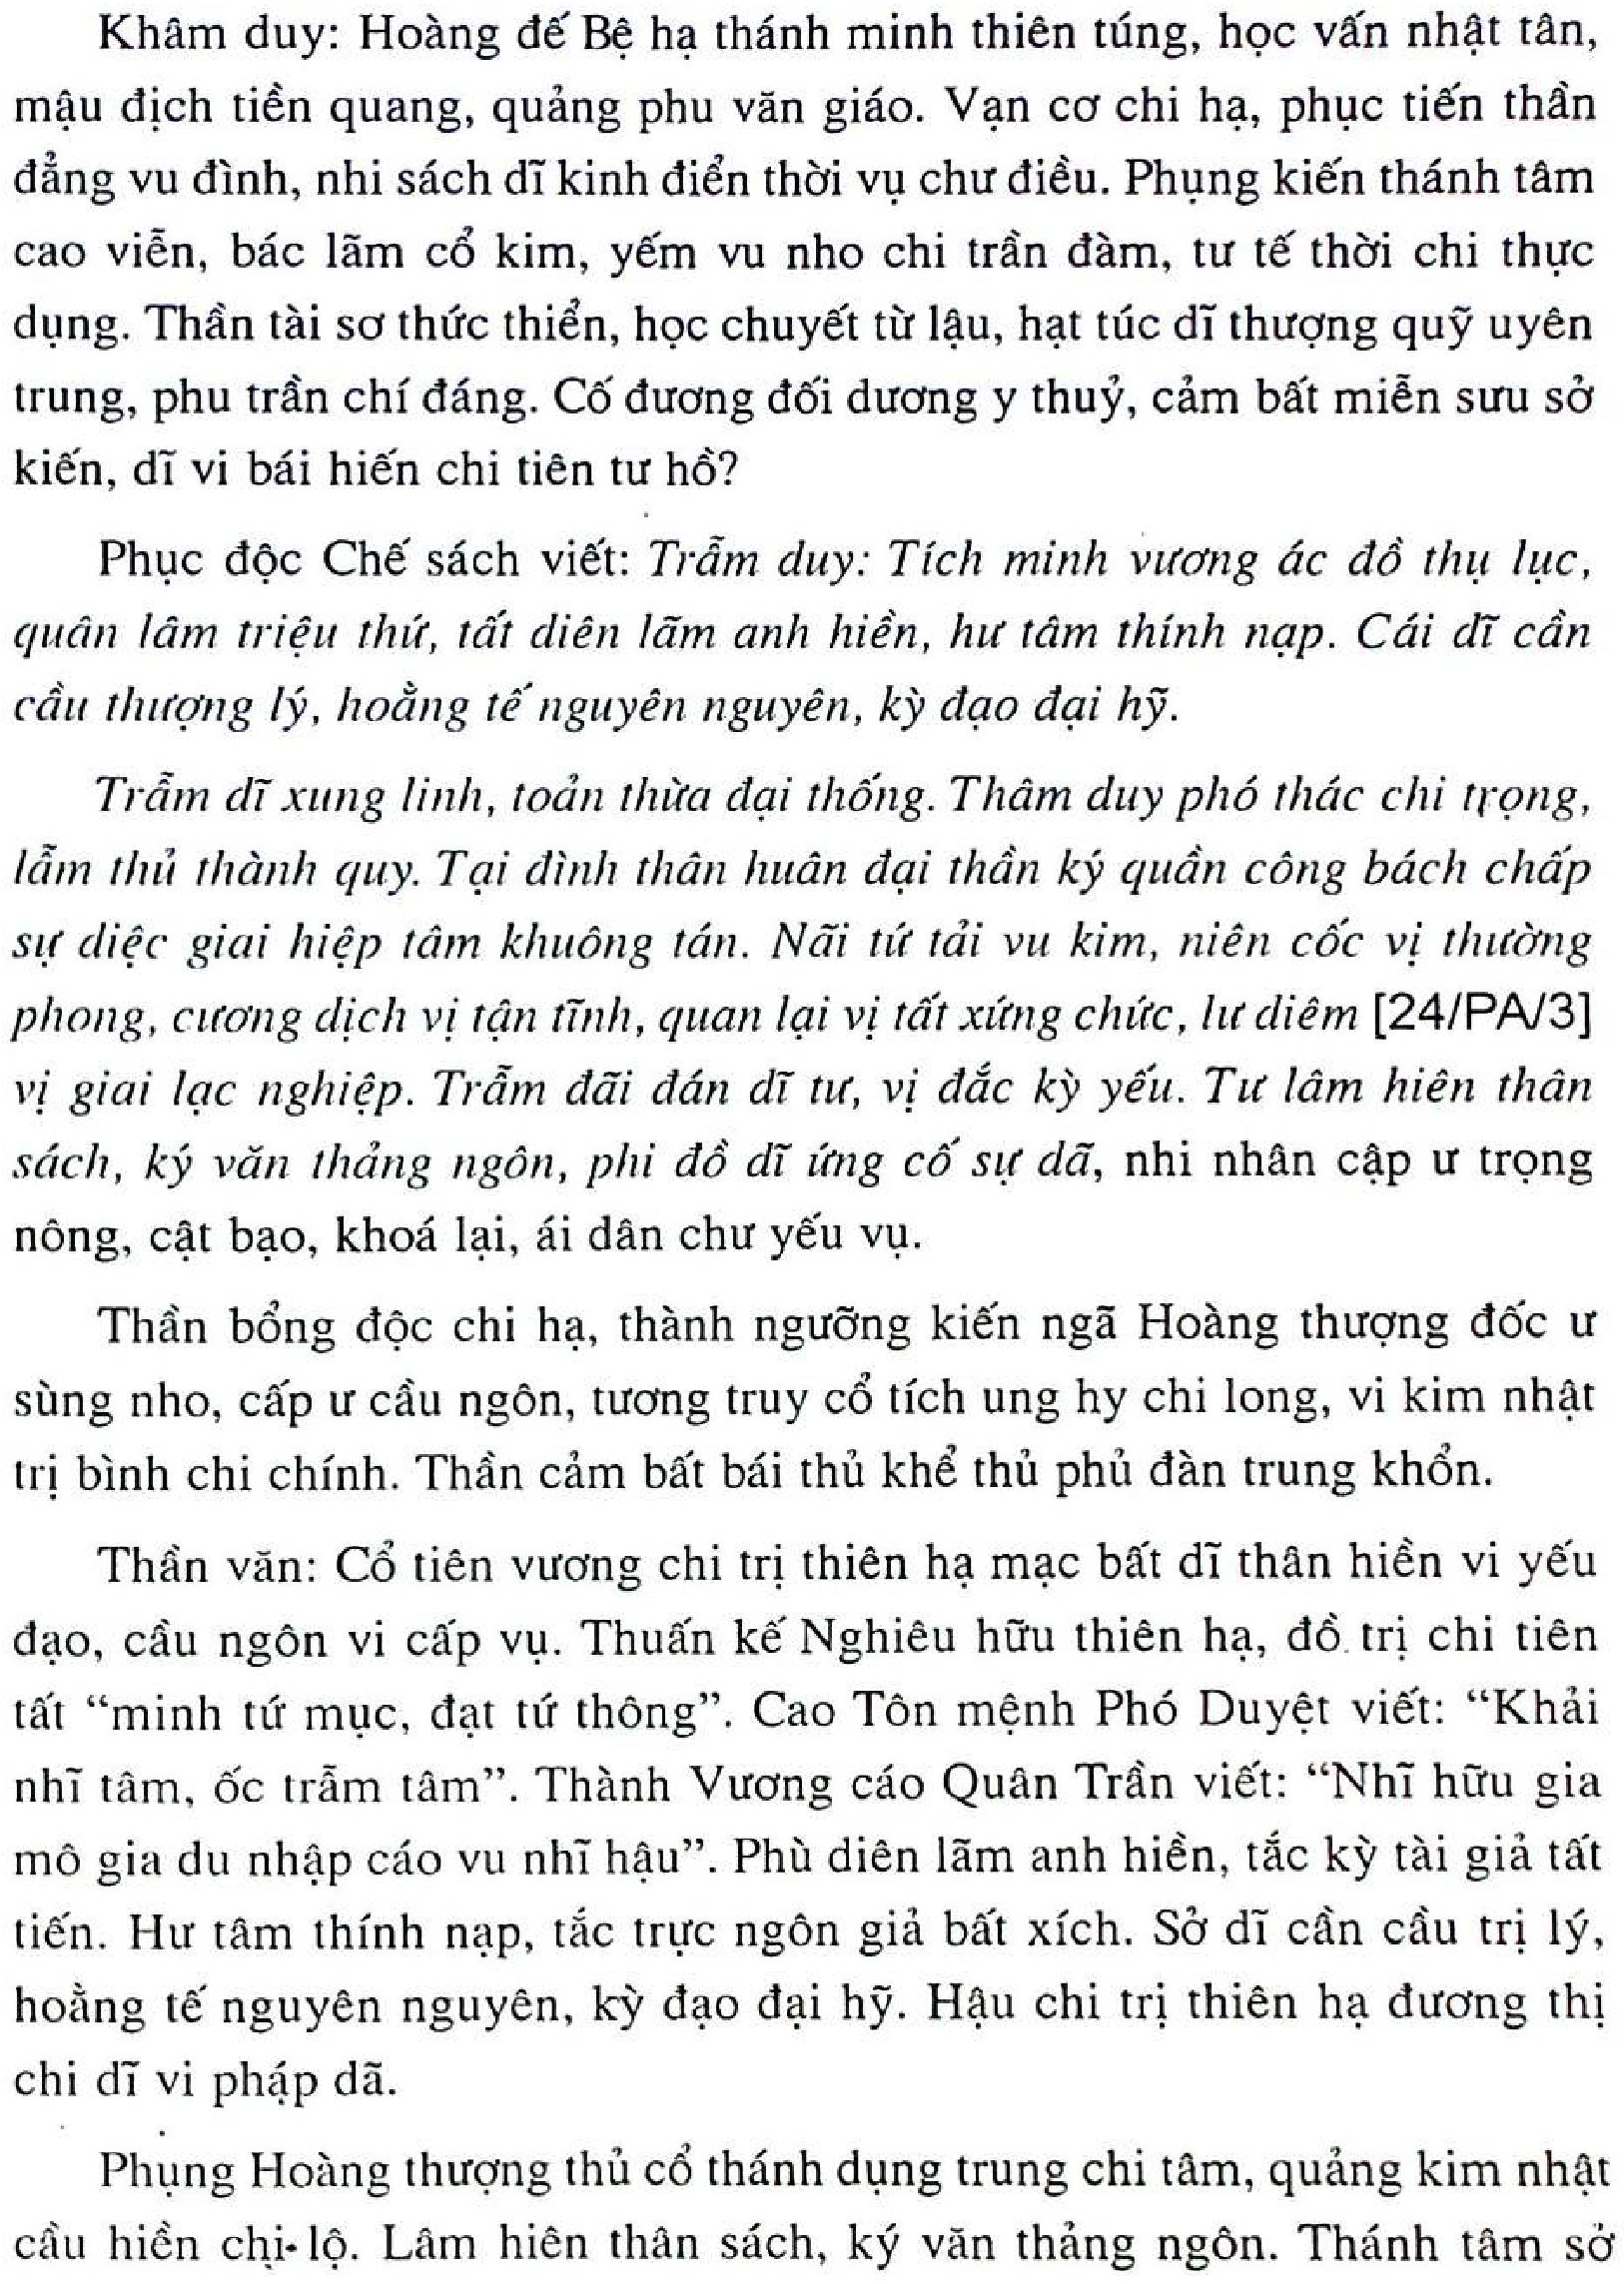 Khâm duy: Hoàng đế Bệ hạ thánh minh thiên túng, học vấn nhật tân,
mậu địch tiền quang, quảng phu văn giáo. Vạn cơ chi hạ, phục tiến thần
đẳng vu đình, nhi sách dĩ kinh điển thời vụ chư điều. Phụng kiến thánh tâm
cao viễn, bác lãm cổ kim, yếm vu nho chi trần đàm, tư tế thời chi thực
dụng. Thần tài sơ thức thiển, học chuyết từ lậu, hạt túc dĩ thượng quỹ uyên
trung, phu trần chí đáng. Cố đương đối dương y thuỷ, cảm bất miễn sưu sở
kiến, dĩ vi bái hiến chi tiên tư hồ?
Phục độc Chế sách viết: Trẫm duy: Tích minh vương ác đồ thụ lục,
quân lâm triệu thứ, tất diên lãm anh hiền, hư tâm thính nạp. Cái dĩ cần
cầu thượng lý, hoằng tế nguyên nguyên, kỳ đạo đại hỹ.
Trẫm dĩ xung linh, toản thừa đại thống. Thâm duy phó thác chi trọng,
lẫm thủ thành quy. Tại đình thân huân đại thần ký quần công bách chấp
sự diệc giai hiệp tâm khuông tán. Nãi tứ tải vu kim, niên cốc vị thường
phong, cương dịch vị tận tĩnh, quan lại vị tất xứng chức, lư diêm [24/PA/3]
vị giai lạc nghiệp. Trẫm đãi đán dĩ tư, vị đắc kỳ yếu. Tư lâm hiên thân
sách, ký văn thảng ngôn, phi đồ dĩ ứng cố sự dã, nhi nhân cập ư trọng
nông, cật bạo, khoá lại, ái dân chư yếu vụ.
Thần bổng độc chi hạ, thành ngưỡng kiến ngã Hoàng thượng đốc ư
sùng nho, cấp ư cầu ngôn, tương truy cổ tích ung hy chi long, vi kim nhật
trị bình chi chính. Thần cảm bất bái thủ khể thủ phủ đàn trung khổn.
Thần văn: Cổ tiên vương chi trị thiên hạ mạc bất dĩ thân hiền vi yếu
đạo, cầu ngôn vi cấp vụ. Thuấn kế Nghiêu hữu thiên hạ, đồ trị chi tiên
tất “minh tứ mục, đạt tứ thông”. Cao Tôn mệnh Phó Duyệt viết: “Khải
nhĩ tâm, ốc trẫm tâm”. Thành Vương cáo Quân Trần viết: “Nhĩ hữu gia
mô gia du nhập cáo vu nhĩ hậu”. Phù diên lãm anh hiền, tắc kỳ tài giả tất
tiến. Hư tâm thính nạp, tắc trực ngôn giả bất xích. Sở dĩ cần cầu trị lý,
hoằng tế nguyên nguyên, kỳ đạo đại hỹ. Hậu chi trị thiên hạ đương thị
chi dĩ vi pháp dã.
Phụng Hoàng thượng thủ cổ thánh dụng trung chi tâm, quảng kim nhật
cầu hiền chi lộ. Lâm hiên thân sách, ký văn thảng ngôn. Thánh tâm sở